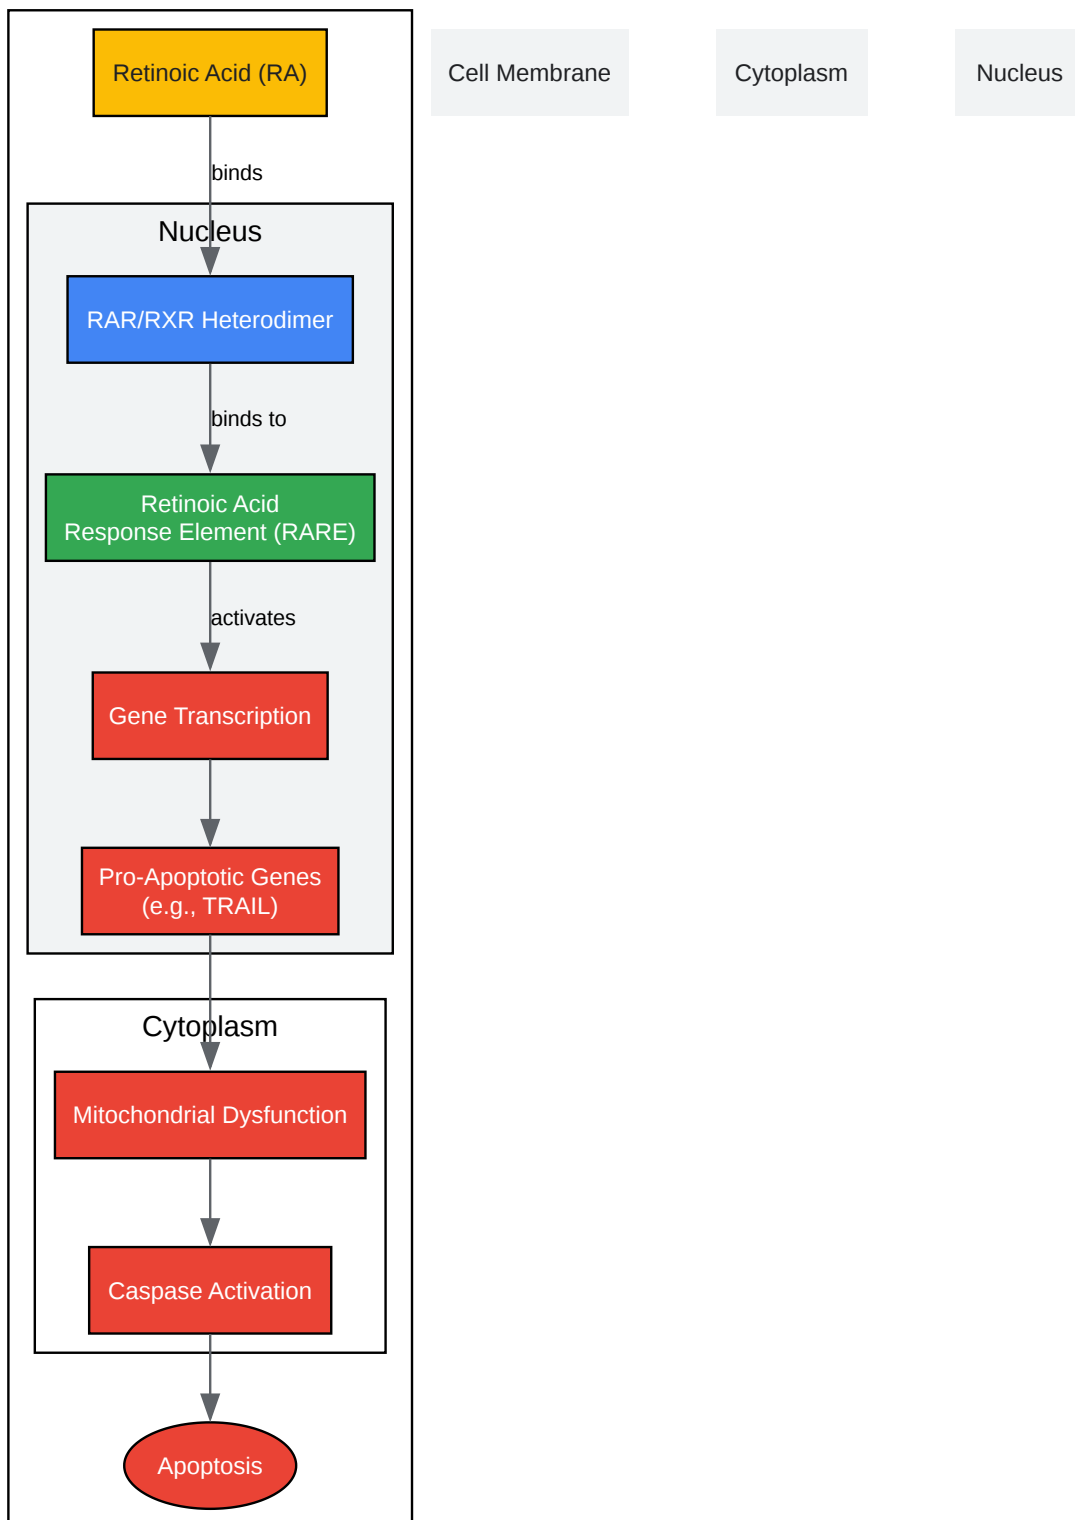 Retinoic Acid (RA)
Cell Membrane
Cytoplasm
Nucleus
binds
Nucleus
RAR/RXR Heterodimer
binds to
Retinoic Acid
Response Element (RARE)
activates
Gene Transcription
Pro-Apoptotic Genes
(e.g., TRAIL)
Cytoplasm
Mitochondrial Dysfunction
Caspase Activation
Apoptosis